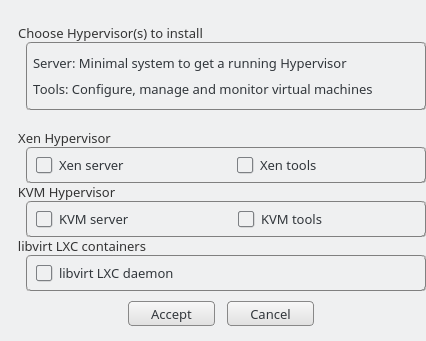 Choose Hypervisor(s) to install
Server: Minimal system to get a running Hypervisor
Tools: Configure, manage and monitor virtual machines
Xen Hypervisor
Xen server Xen tools
KVM Hypervisor
KVM server KVM tools
libvirt LXC containers
libvirt LXC daemon
Accept Cancel